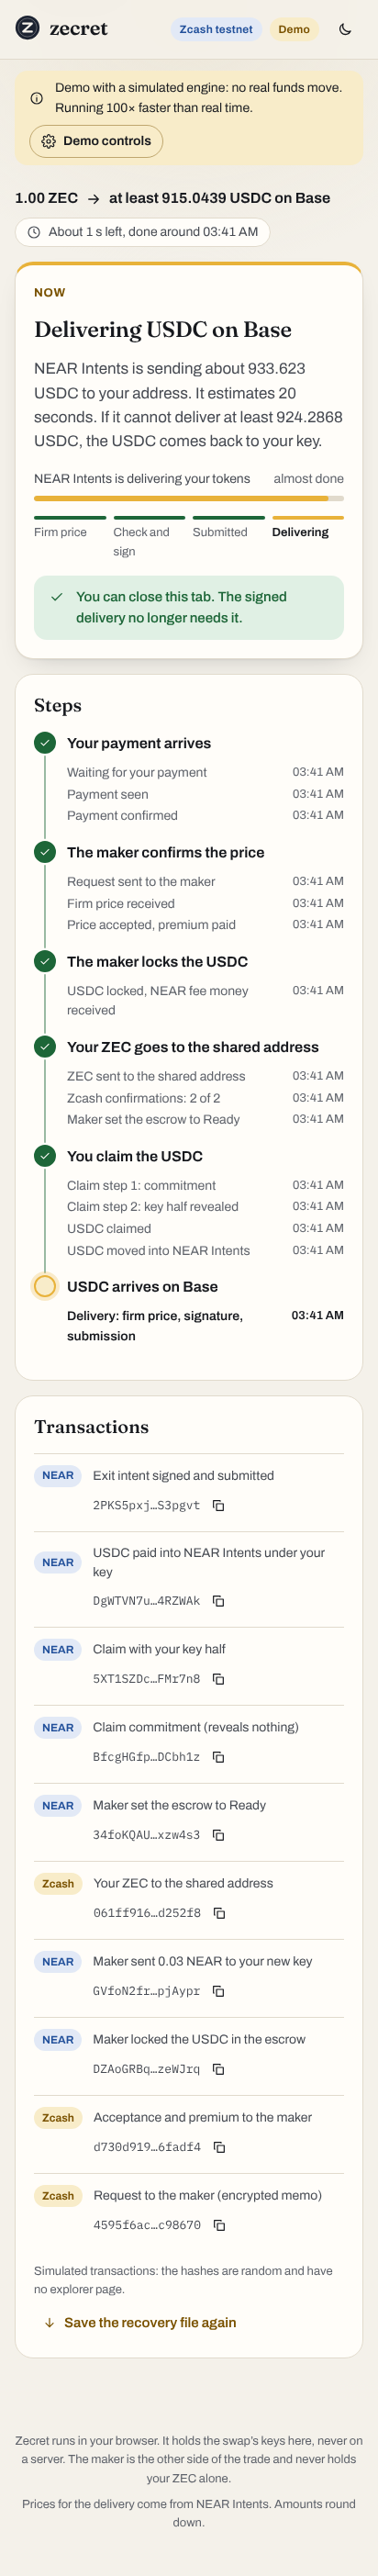 zecret
Zcash testnet
Demo
Demo with a simulated engine: no real funds move.
Running 100× faster than real time.
Demo controls
1.00 ZEC → at least 915.0439 USDC on Base
About 1 s left, done around 03:41 AM
NOW
Delivering USDC on Base
NEAR Intents is sending about 933.623
USDC to your address. It estimates 20
seconds. If it cannot deliver at least 924.2868
USDC, the USDC comes back to your key.
NEAR Intents is delivering your tokens almost done
Firm price
Check and
sign
Submitted
Delivering
You can close this tab. The signed
delivery no longer needs it.
Steps
Your payment arrives
Waiting for your payment 03:41 AM
Payment seen 03:41 AM
Payment confirmed 03:41 AM
The maker confirms the price
Request sent to the maker 03:41 AM
Firm price received 03:41 AM
Price accepted, premium paid 03:41 AM
The maker locks the USDC
USDC locked, NEAR fee money 03:41 AM
received
Your ZEC goes to the shared address
ZEC sent to the shared address 03:41 AM
Zcash confirmations: 2 of 2 03:41 AM
Maker set the escrow to Ready 03:41 AM
You claim the USDC
Claim step 1: commitment 03:41 AM
Claim step 2: key half revealed 03:41 AM
USDC claimed 03:41 AM
USDC moved into NEAR Intents 03:41 AM
USDC arrives on Base
Delivery: firm price, signature, 03:41 AM
submission
Transactions
NEAR Exit intent signed and submitted
2PKS5pxj…S3pgvt
NEAR USDC paid into NEAR Intents under your
key
DgWTVN7u…4RZWAk
NEAR Claim with your key half
5XT1SZDc…FMr7n8
NEAR Claim commitment (reveals nothing)
BfcgHGfp…DCbh1z
NEAR Maker set the escrow to Ready
34foKQAU…xzw4s3
Zcash Your ZEC to the shared address
061ff916…d252f8
NEAR Maker sent 0.03 NEAR to your new key
GVfoN2fr…pjAypr
NEAR Maker locked the USDC in the escrow
DZAoGRBq…zeWJrq
Zcash Acceptance and premium to the maker
d730d919…6fadf4
Zcash Request to the maker (encrypted memo)
4595f6ac…c98670
Simulated transactions: the hashes are random and have
no explorer page.
Save the recovery file again
Zecret runs in your browser. It holds the swap's keys here, never on
a server. The maker is the other side of the trade and never holds
your ZEC alone.
Prices for the delivery come from NEAR Intents. Amounts round
down.